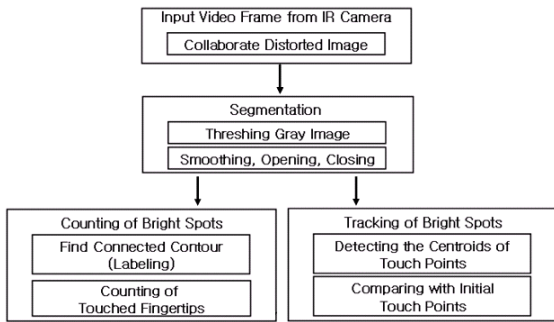 Input Video Frame from IR Camera
Collaborate Distorted Image
Segmentation
Threshing Gray Image
Smoothing, Opening, Closing
Counting of Bright Spots
Find Connected Contour
(Labeling)
Counting of
Touched Fingertips
Tracking of Bright Spots
Detecting the Centroids of
Touch Points
Comparing with Initial
Touch Points